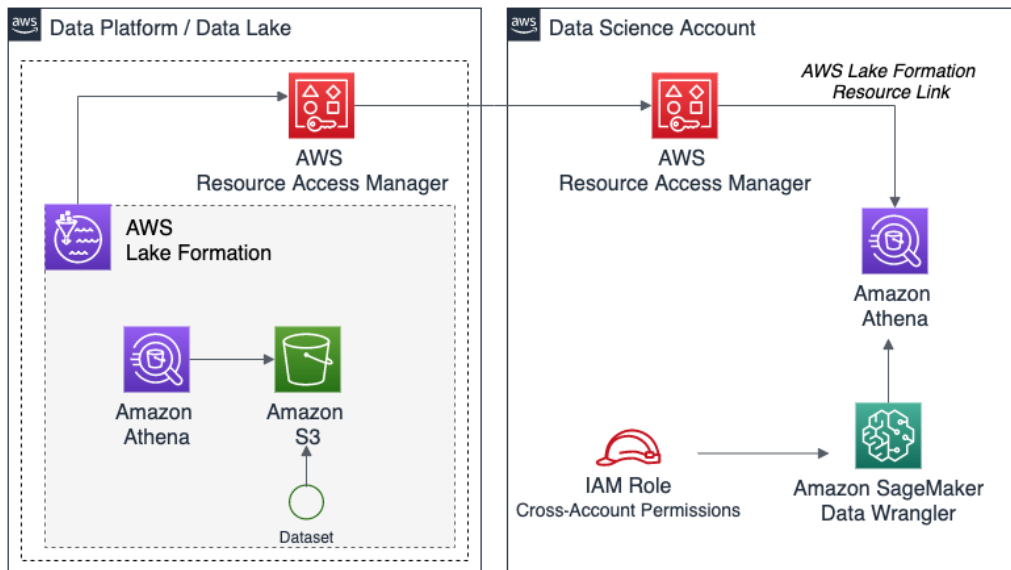 aws
Data Platform / Data Lake
AWS
Resource Access Manager
AWS
Lake Formation
Amazon
Athena
Amazon
S3
Dataset
aws
Data Science Account
AWS Lake Formation
Resource Link
AWS
Resource Access Manager
Amazon
Athena
IAM Role
Cross-Account Permissions
Amazon SageMaker
Data Wrangler